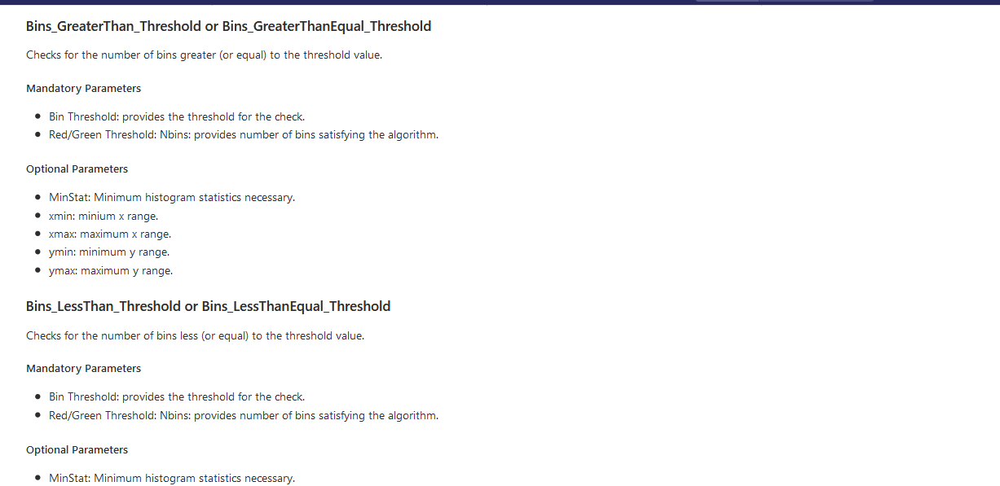 Bins_GreaterThan_Threshold or Bins_GreaterThanEqual_Threshold
Checks for the number of bins greater (or equal) to the threshold value.
Mandatory Parameters
Bin Threshold: provides the threshold for the check.
Red/Green Threshold: Nbins: provides number of bins satisfying the algorithm.
Optional Parameters
MinStat: Minimum histogram statistics necessary.
xmin: minium x range.
xmax: maximum x range.
ymin: minimum y range.
ymax: maximum y range.
Bins_LessThan_Threshold or Bins_LessThanEqual_Threshold
Checks for the number of bins less (or equal) to the threshold value.
Mandatory Parameters
Bin Threshold: provides the threshold for the check.
Red/Green Threshold: Nbins: provides number of bins satisfying the algorithm.
Optional Parameters
MinStat: Minimum histogram statistics necessary.